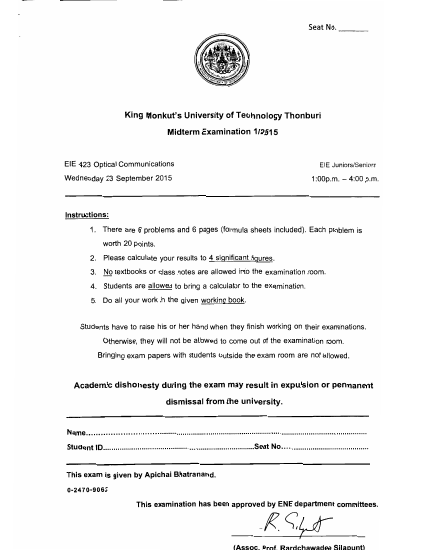 Seat No. ________
King Monkut's University of Technology Thonburi
Midterm Examination 1/2515
EIE 423 Optical Communications
EIE Juniors/Seniors
Wednesday 23 September 2015
1:00p.m. – 4:00 p.m.
Instructions:
1. There are 6 problems and 6 pages (formula sheets included). Each problem is
worth 20 points.
2. Please calculate your results to 4 significant figures.
3. No textbooks or class notes are allowed into the examination room.
4. Students are allowed to bring a calculator to the examination.
5. Do all your work in the given working book.
Students have to raise his or her hand when they finish working on their examinations.
Otherwise, they will not be allowed to come out of the examination room.
Bringing exam papers with students outside the exam room are not allowed.
Academic dishonesty during the exam may result in expulsion or permanent
dismissal from the university.
Name..........................................................................................
Student ID.....................................................Seat No..............................
This exam is given by Apichai Bhatranand.
0-2470-906
This examination has been approved by ENE department committees.
R. Silapunt
(Assoc. Prof. Rardchawadee Silapunt)